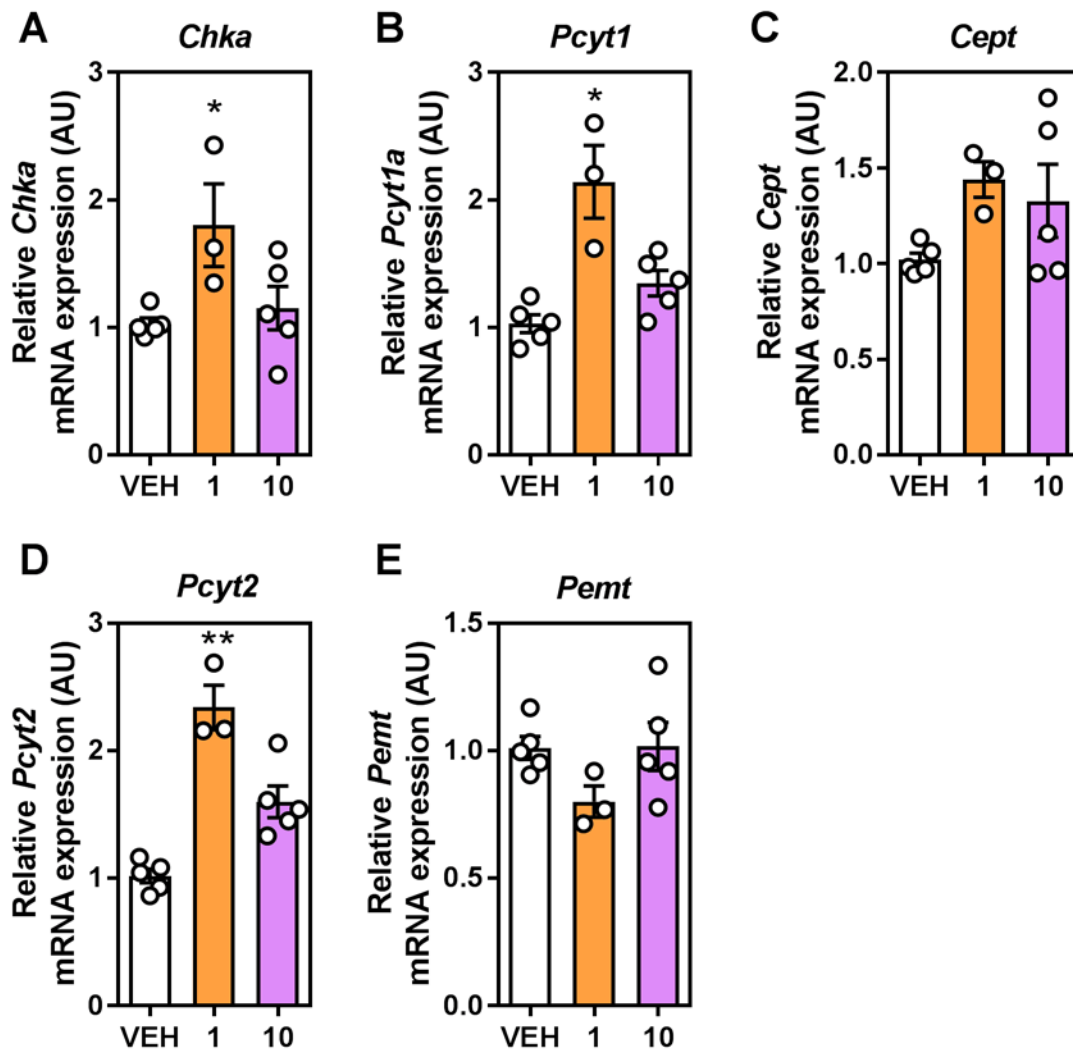 A
Chka
Relative Chka
mRNA expression (AU)
3
2
1
0
*
VEH 1 10
B
Pcyt1
Relative Pcyt1a
mRNA expression (AU)
3
2
1
0
*
VEH 1 10
C
Cept
Relative Cept
mRNA expression (AU)
2.0
1.5
1.0
0.5
0.0
VEH 1 10
D
Pcyt2
Relative Pcyt2
mRNA expression (AU)
3
2
1
0
**
VEH 1 10
E
Pemt
Relative Pemt
mRNA expression (AU)
1.5
1.0
0.5
0.0
VEH 1 10